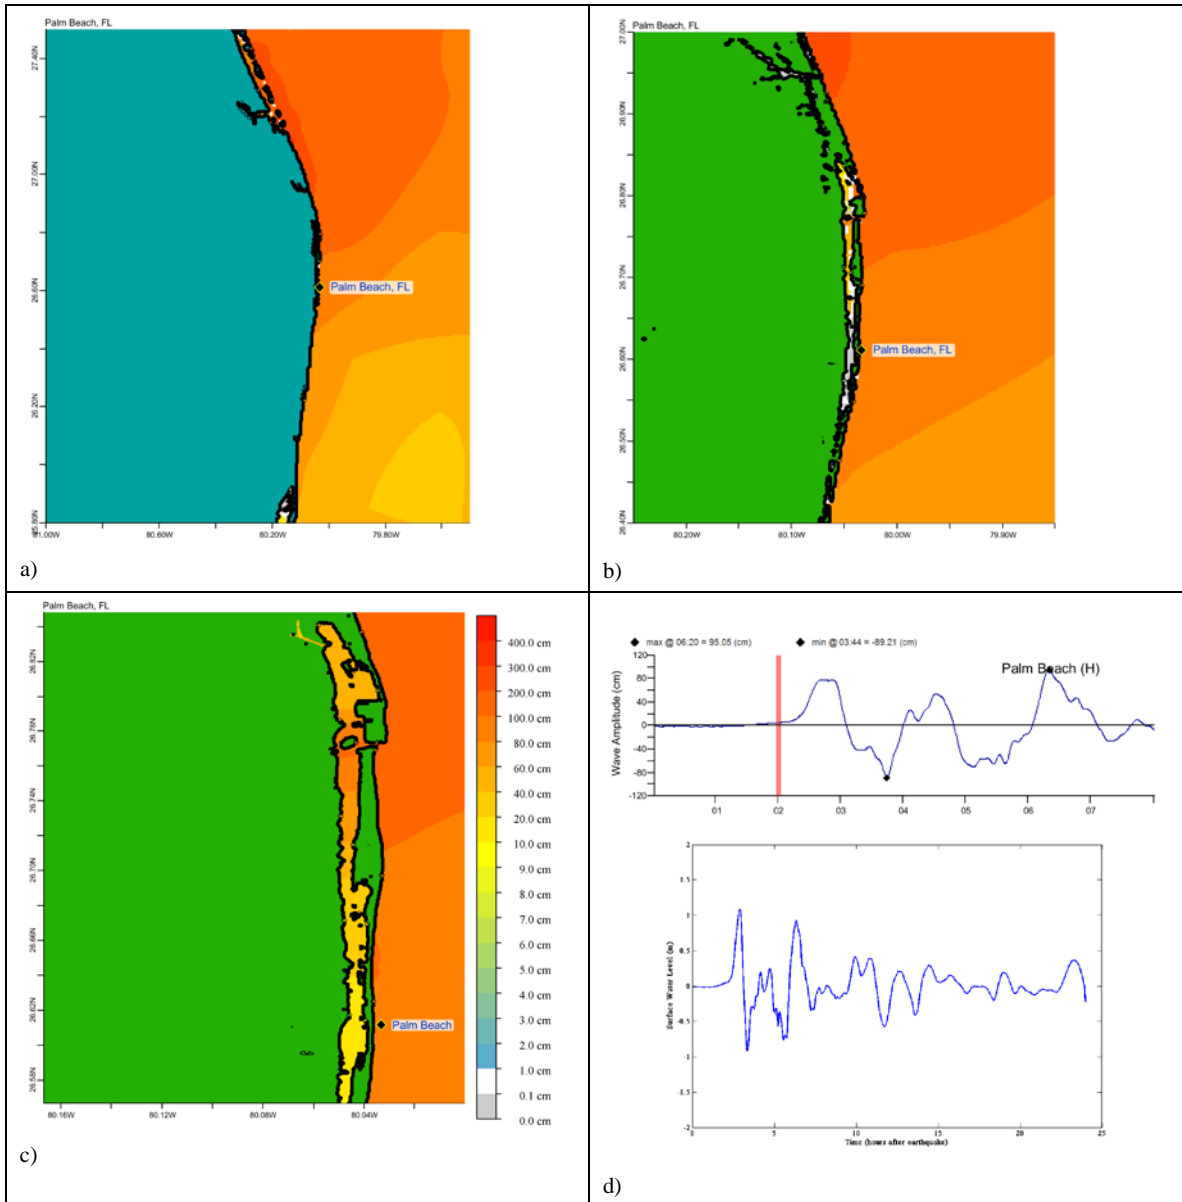 Palm Beach, FL
27.40N
27.00N
26.60N
26.20N
25.80N
81.00W 80.60W 80.20W 79.80W
Palm Beach, FL
a)
Palm Beach, FL
27.00N
26.90N
26.80N
26.70N
26.60N
26.50N
26.40N
80.20W 80.10W 80.00W 79.90W
Palm Beach, FL
b)
Palm Beach, FL
26.82N
26.78N
26.74N
26.70N
26.66N
26.62N
26.58N
80.16W 80.12W 80.08W 80.04W
Palm Beach
400.0 cm
300.0 cm
200.0 cm
100.0 cm
80.0 cm
60.0 cm
40.0 cm
20.0 cm
10.0 cm
9.0 cm
8.0 cm
7.0 cm
6.0 cm
5.0 cm
4.0 cm
3.0 cm
2.0 cm
1.0 cm
0.1 cm
0.0 cm
c)
max @ 06:20 = 95.05 (cm) min @ 03:44 = -89.21 (cm)
Palm Beach (H)
Wave Amplitude (cm)
120
80
40
0
-40
-80
-120
01 02 03 04 05 06 07
Surface Water Level (m)
2
1.5
1
0.5
0
-0.5
-1
-1.5
-2
0 5 10 15 20 25
Time (hours after earthquake)
d)